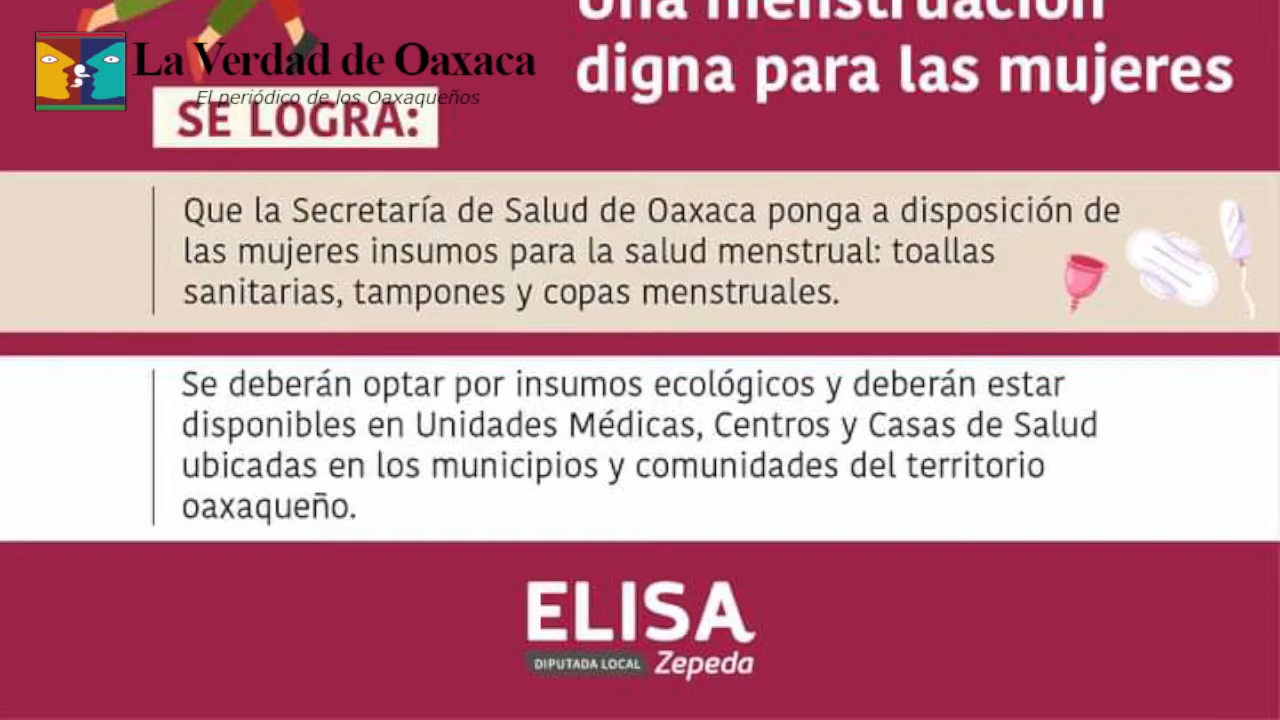 Una menstruación
digna para las mujeres
La Verdad de Oaxaca
El periódico de los Oaxaqueños
SE LOGRA:
Que la Secretaría de Salud de Oaxaca ponga a disposición de
las mujeres insumos para la salud menstrual: toallas
sanitarias, tampones y copas menstruales.
Se deberán optar por insumos ecológicos y deberán estar
disponibles en Unidades Médicas, Centros y Casas de Salud
ubicadas en los municipios y comunidades del territorio
oaxaqueño.
ELISA
DIPUTADA LOCAL Zepeda